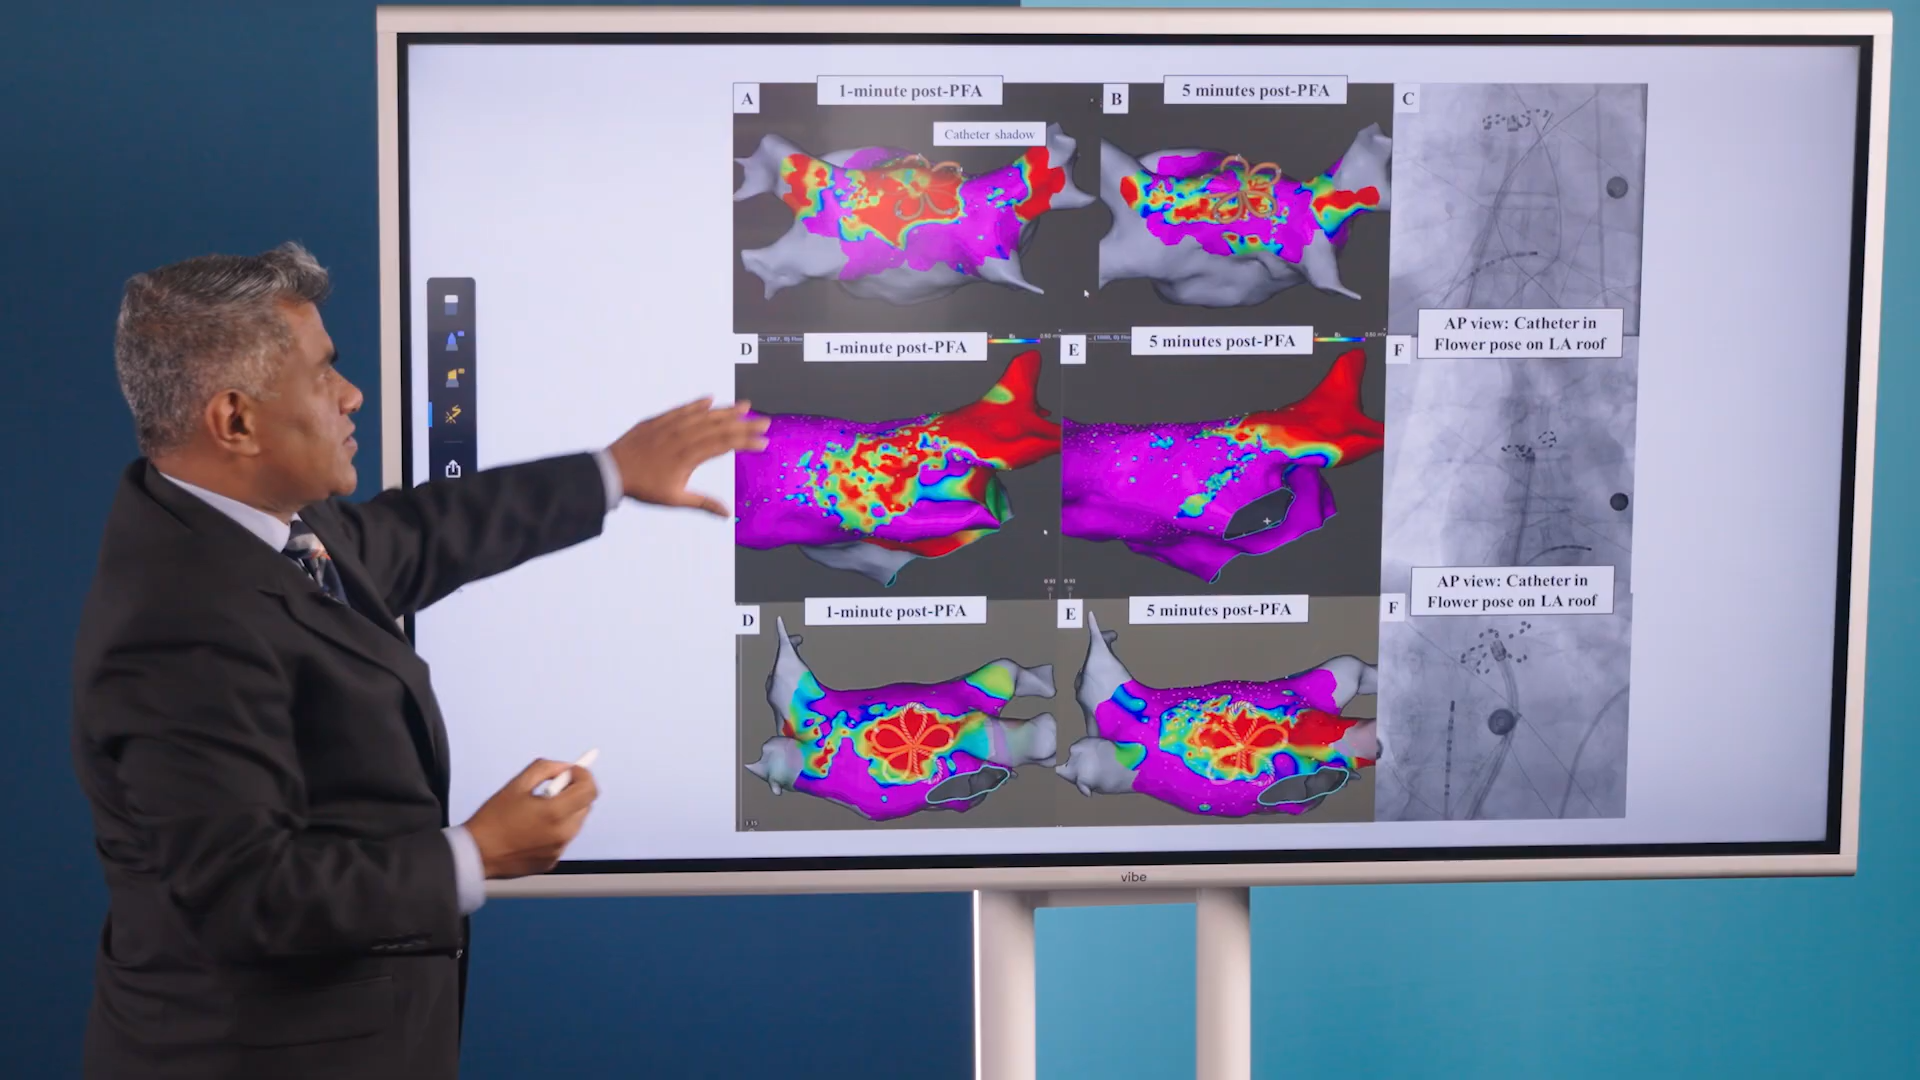 A
1-minute post-PFA
B
5 minutes post-PFA
C
Catheter shadow
D
1-minute post-PFA
E
5 minutes post-PFA
F
AP view: Catheter in
Flower pose on LA roof
D
1-minute post-PFA
E
5 minutes post-PFA
F
AP view: Catheter in
Flower pose on LA roof
vibe